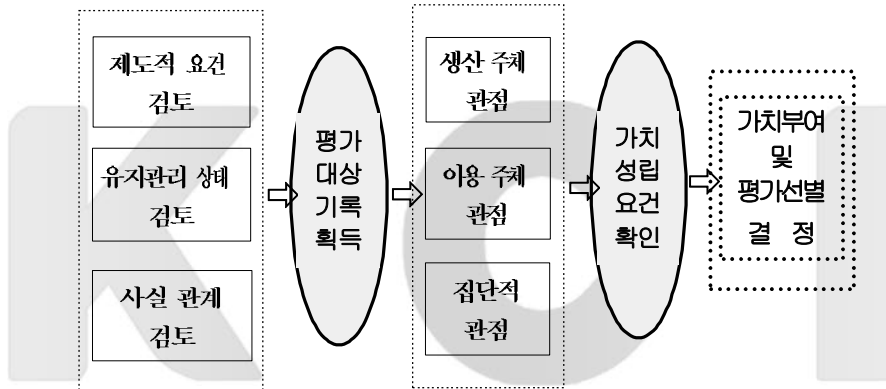 제도적 요건
검토
유지관리 상태
검토
사실 관계
검토
평가
대상
기록
획득
생산 주체
관점
이용 주체
관점
집단적
관점
가치
성립
요건
확인
가치부여
및
평가선별
결 정
KCI